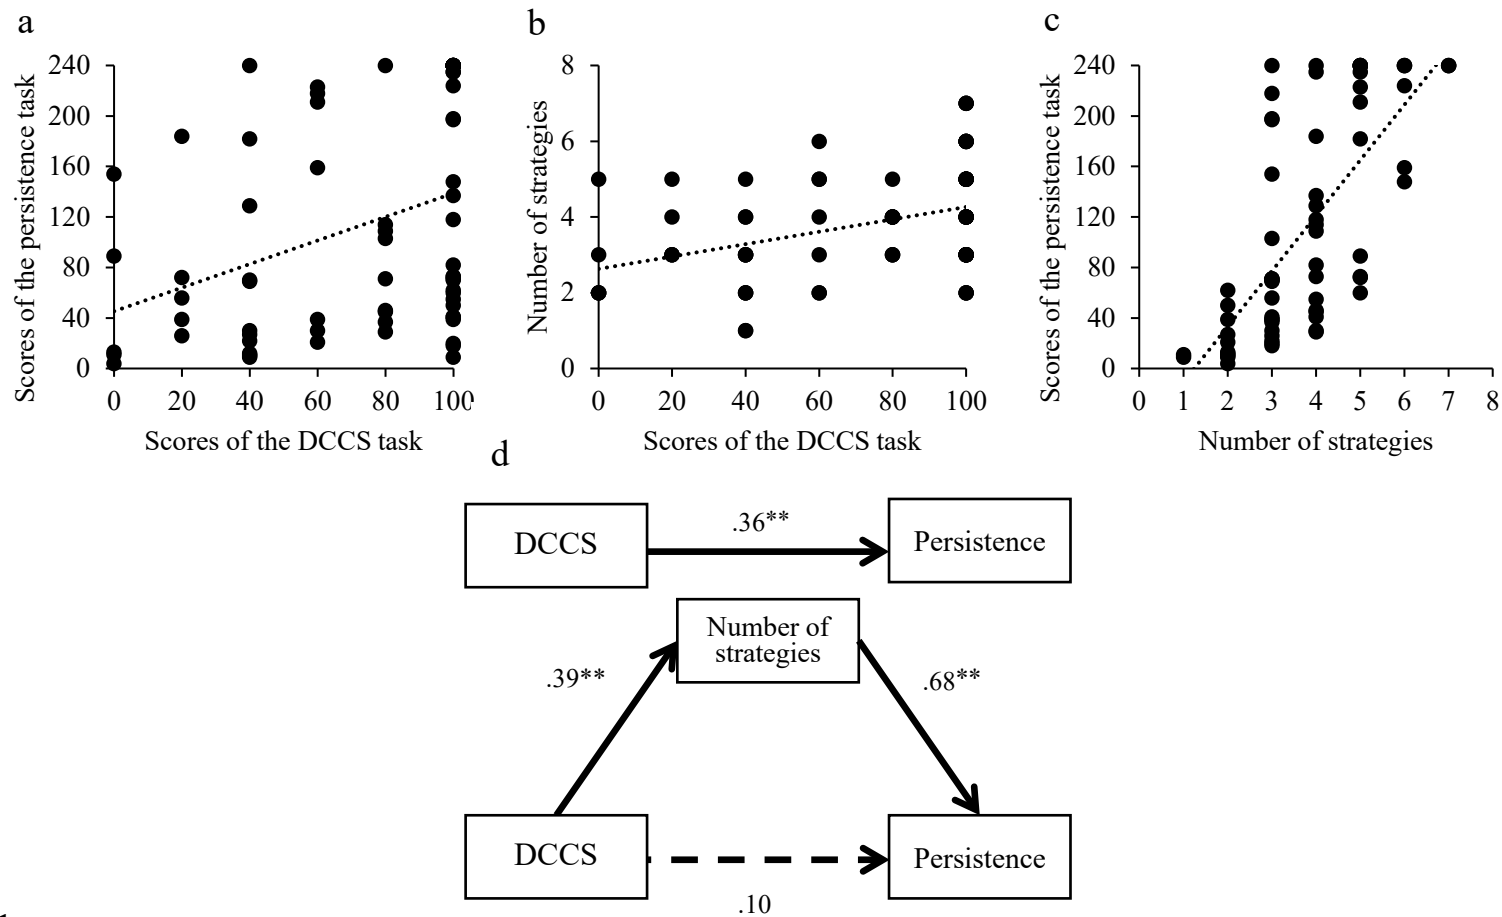 a
Scores of the persistence task
240
200
160
120
80
40
0
0 20 40 60 80 100
Scores of the DCCS task
b
Number of strategies
8
6
4
2
0
0 20 40 60 80 100
Scores of the DCCS task
c
Scores of the persistence task
240
200
160
120
80
40
0
0 1 2 3 4 5 6 7 8
Number of strategies
d
DCCS
.36**
Persistence
Number of
strategies
.39**
.68**
DCCS
Persistence
.10